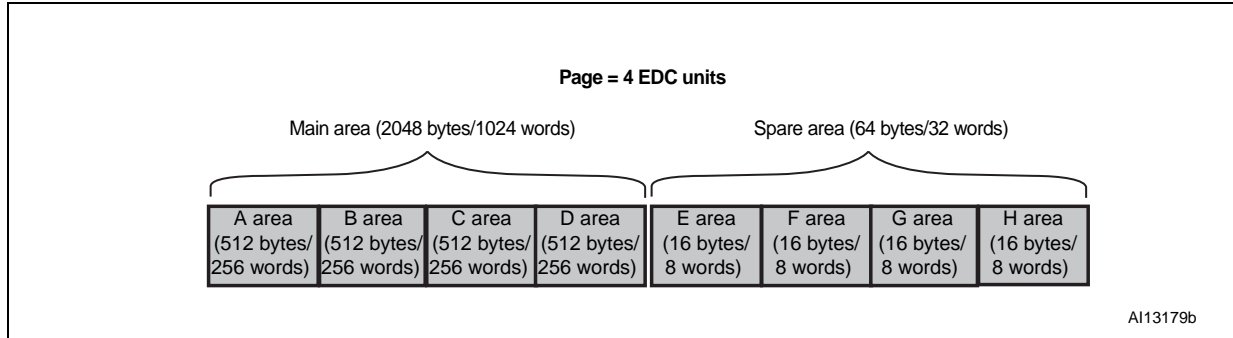 Page = 4 EDC units
Main area (2048 bytes/1024 words)
Spare area (64 bytes/32 words)
A area
(512 bytes/
256 words)
B area
(512 bytes/
256 words)
C area
(512 bytes/
256 words)
D area
(512 bytes/
256 words)
E area
(16 bytes/
8 words)
F area
(16 bytes/
8 words)
G area
(16 bytes/
8 words)
H area
(16 bytes/
8 words)
AI13179b